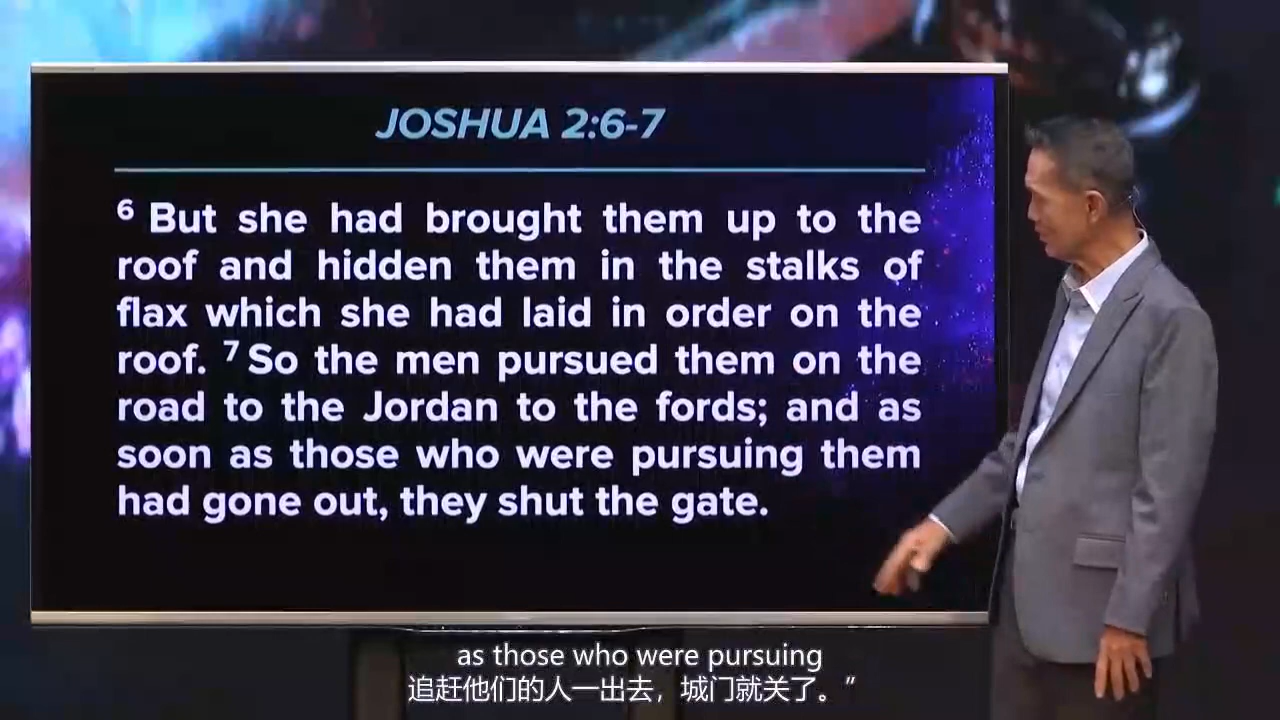 JOSHUA 2:6-7
6 But she had brought them up to the
roof and hidden them in the stalks of
flax which she had laid in order on the
roof. 7 So the men pursued them on the
road to the Jordan to the fords; and as
soon as those who were pursuing them
had gone out, they shut the gate.
as those who were pursuing
追赶他们的人一出去，城门就关了。”